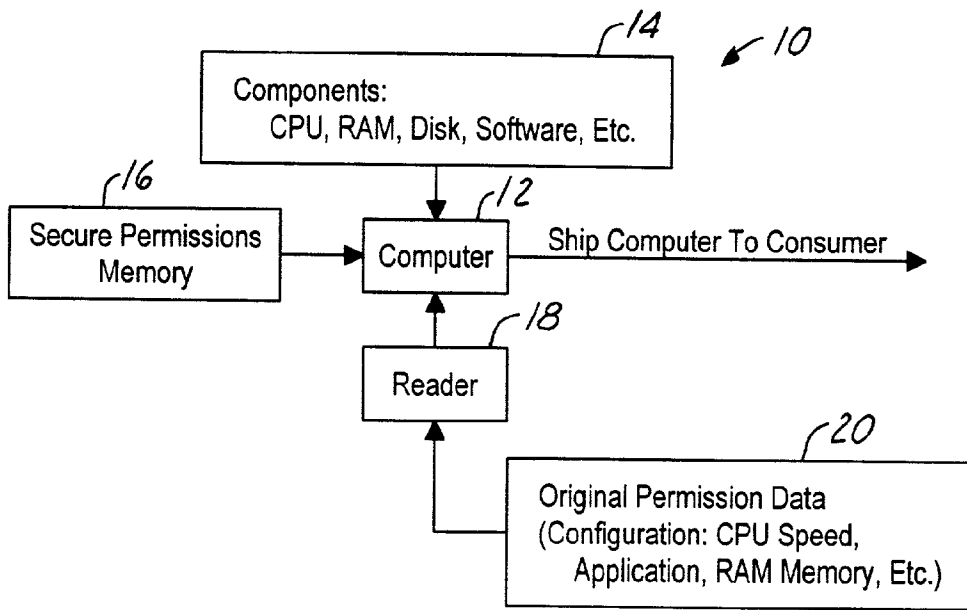 14
10
Components:
CPU, RAM, Disk, Software, Etc.
16
12
Secure Permissions
Memory
Computer
Ship Computer To Consumer
18
Reader
20
Original Permission Data
(Configuration: CPU Speed,
Application, RAM Memory, Etc.)